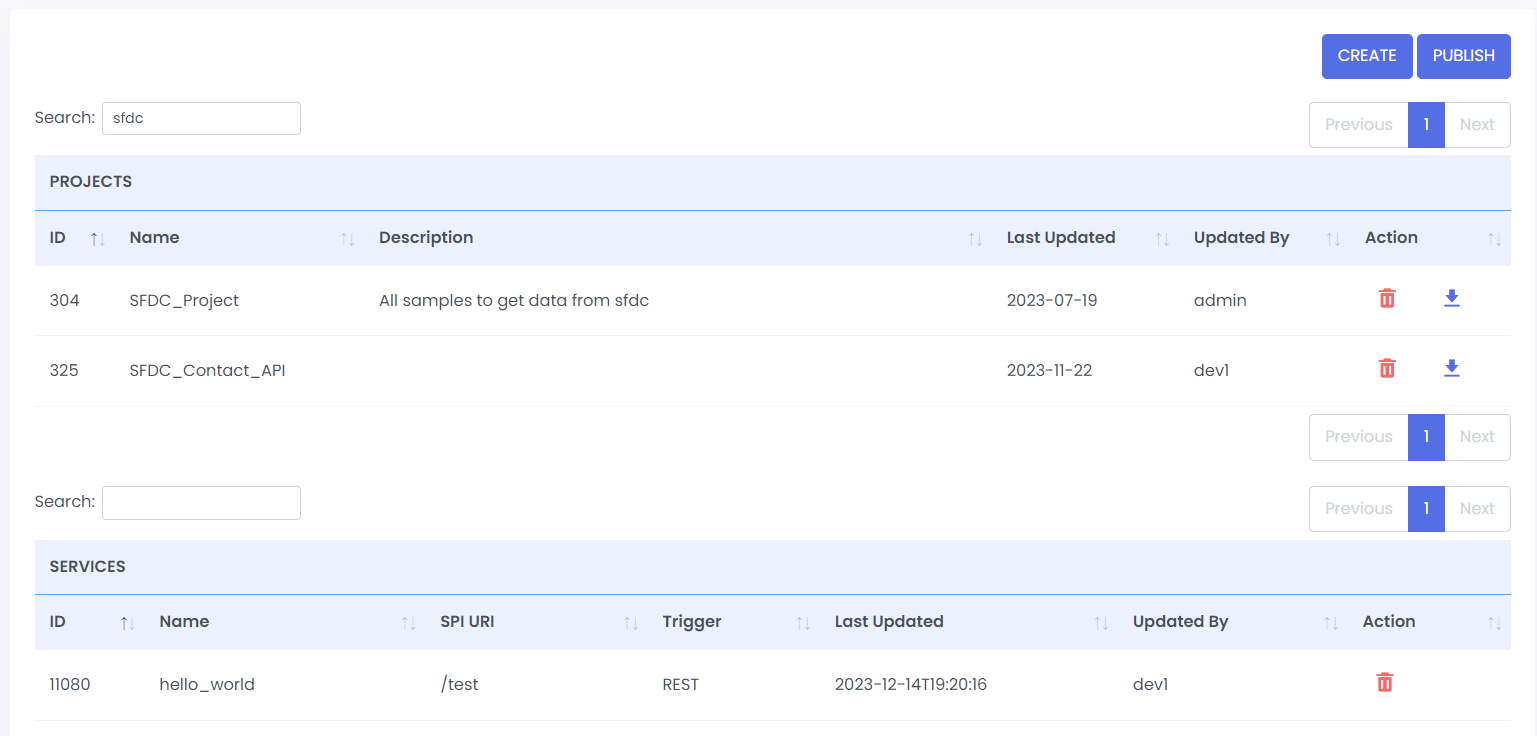 CREATE PUBLISH
Search: sfdc Previous 1 Next
PROJECTS
ID Name Description Last Updated Updated By Action
304 SFDC_Project All samples to get data from sfdc 2023-07-19 admin
325 SFDC_Contact_API 2023-11-22 dev1
Previous 1 Next
Search: Previous 1 Next
SERVICES
ID Name SPI URI Trigger Last Updated Updated By Action
11080 hello_world /test REST 2023-12-14T19:20:16 dev1